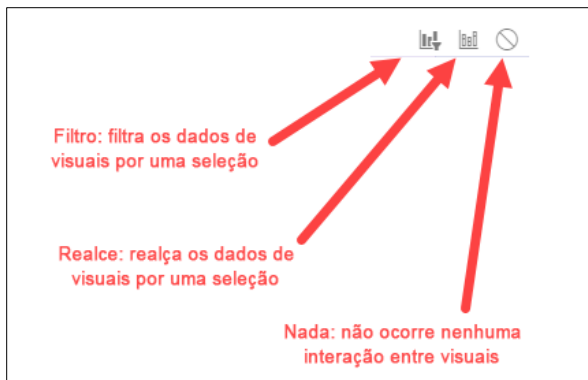 Filtro: filtra os dados de
visuais por uma seleção
Realce: realça os dados de
visuais por uma seleção
Nada: não ocorre nenhuma
interação entre visuais